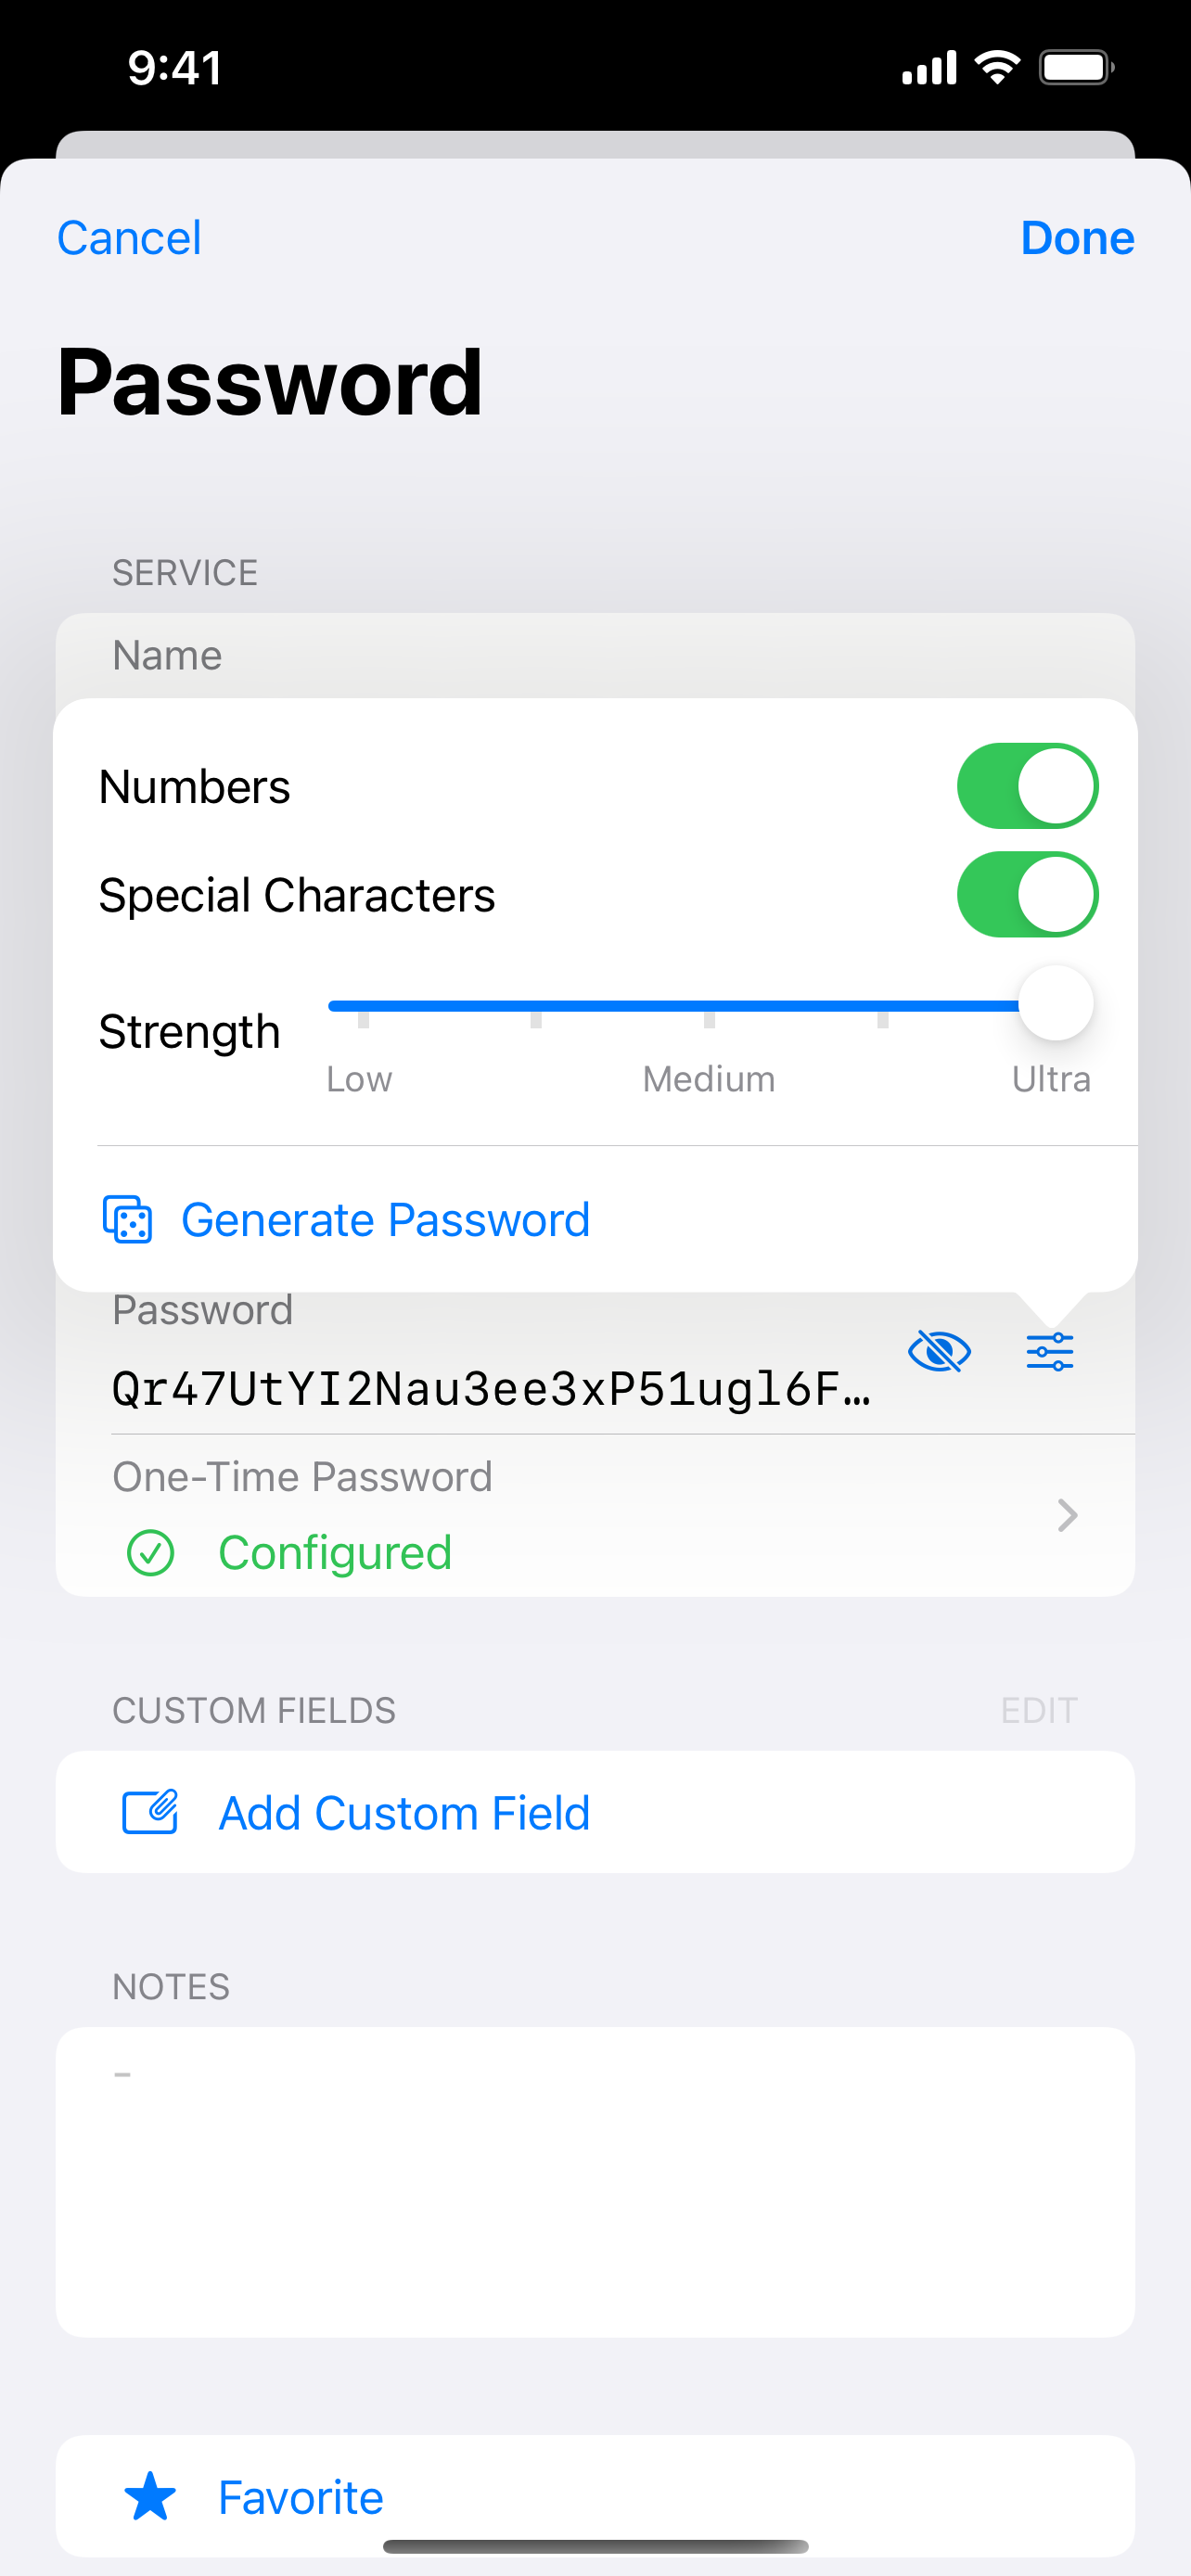 9:41
Cancel Done
Password
SERVICE
Name
Numbers
Special Characters
Strength
Low Medium Ultra
Generate Password
Password
Qr47UtYI2Nau3ee3xP51ugl6F…
One-Time Password
Configured
CUSTOM FIELDS EDIT
Add Custom Field
NOTES
-
Favorite